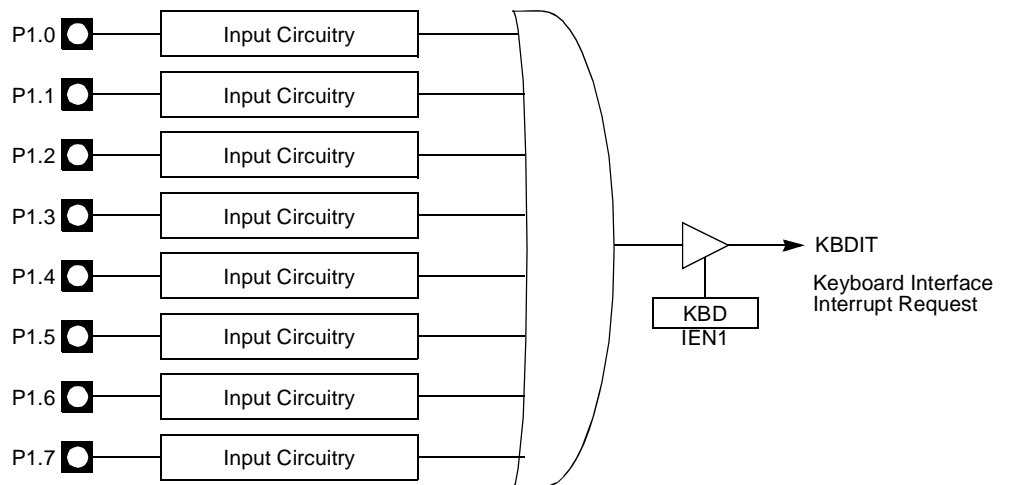 P1.0 Input Circuitry
P1.1 Input Circuitry
P1.2 Input Circuitry
P1.3 Input Circuitry
KBDIT
P1.4 Input Circuitry
Keyboard Interface
Interrupt Request
KBD
IEN1
P1.5 Input Circuitry
P1.6 Input Circuitry
P1.7 Input Circuitry